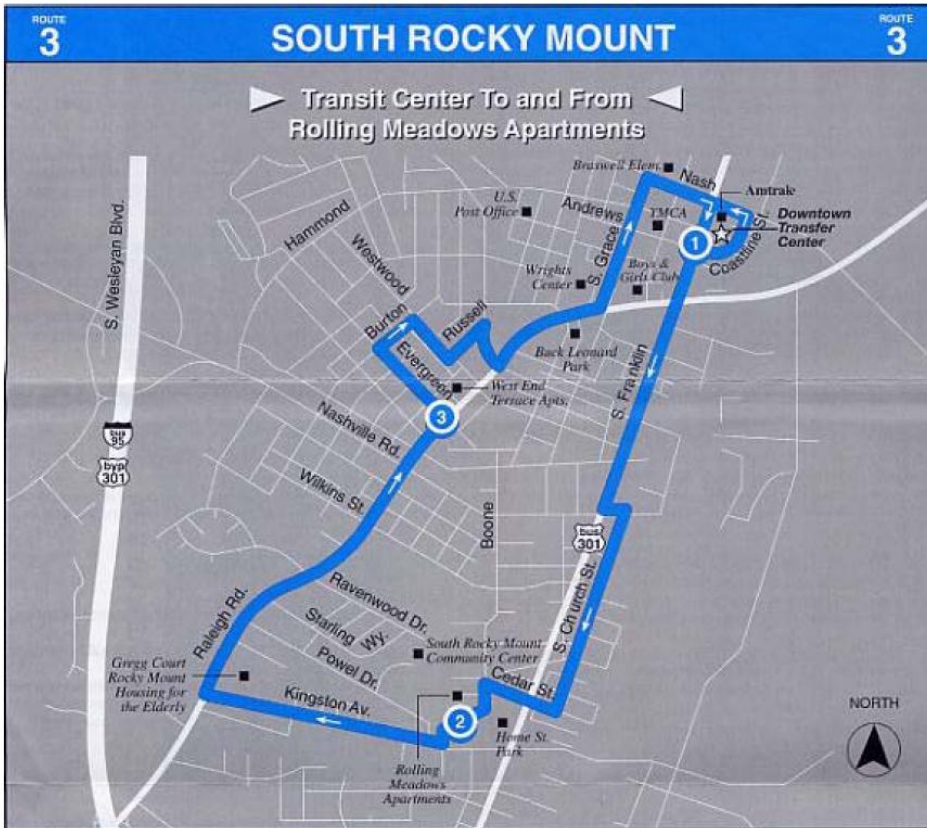 ROUTE
3
SOUTH ROCKY MOUNT
ROUTE
3
Transit Center To and From
Rolling Meadows Apartments
Braswell Elem.
Nash
Amtrak
Downtown
Transfer
Center
Coastline St.
U.S.
Post Office
Andrews
YMCA
1
Hammond
S. Grace
Boys &
Girls Club
Wrights
Center
Westwood
S. Wesleyan Blvd.
Burton
Russell
Evergreen
Buck Leonard
Park
S. Franklin
West End
Terrace Apts.
3
Nashville Rd.
bus
95
byp
301
Wilkins St.
Boone
bus
301
Ravenwood Dr.
Starling Wy.
Powel Dr.
Raleigh Rd.
S. Church St.
South Rocky Mount
Community Center
Cedar St.
Gregg Court
Rocky Mount
Housing for
the Elderly
Kingston Av.
2
Home St.
Park
Rolling
Meadows
Apartments
NORTH